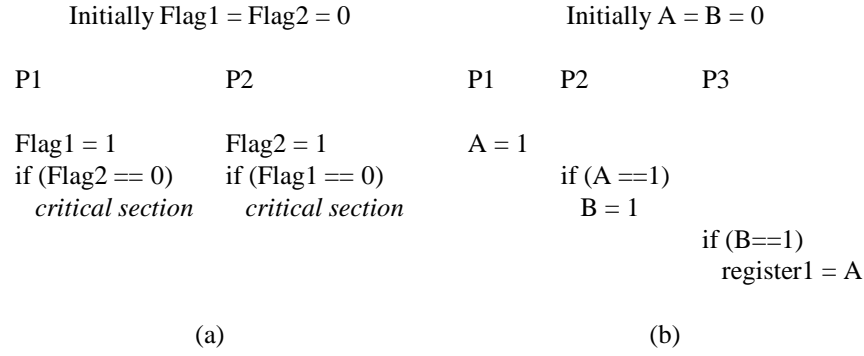 Initially Flag1 = Flag2 = 0
P1 P2
Flag1 = 1 Flag2 = 1
if (Flag2 == 0) if (Flag1 == 0)
critical section critical section
(a)
Initially A = B = 0
P1 P2 P3
A = 1
if (A ==1)
B = 1
if (B==1)
register1 = A
(b)